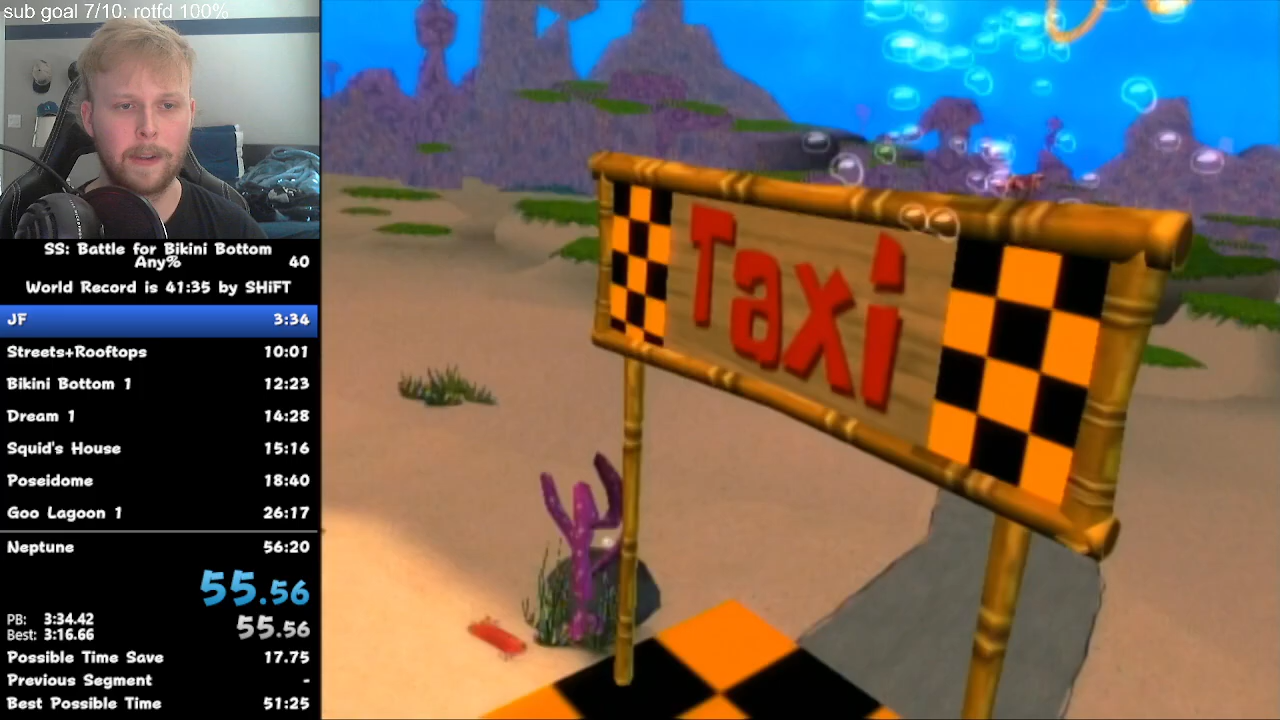 sub goal 7/10: rotfd 100%
SS: Battle for Bikini Bottom
Any% 40
World Record is 41:35 by SHiFT
JF 3:34
Streets+Rooftops 10:01
Bikini Bottom 1 12:23
Dream 1 14:28
Squid's House 15:16
Poseidome 18:40
Goo Lagoon 1 26:17
Neptune 56:20
55.56
PB: 3:34.42
Best: 3:16.66
55.56
Possible Time Save 17.75
Previous Segment -
Best Possible Time 51:25
Taxi